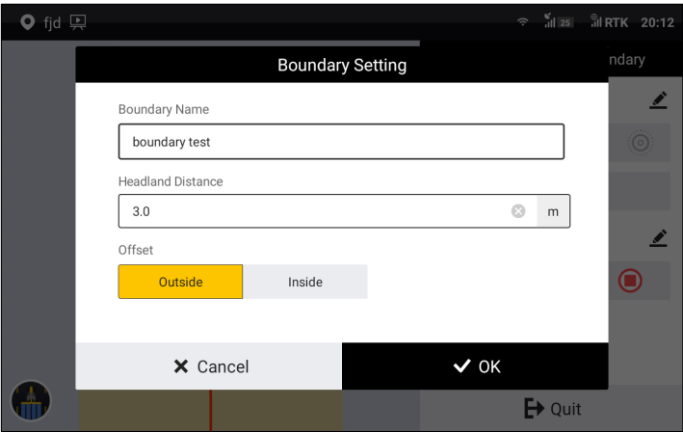 fjd 25 RTK 20:12
Boundary Setting
ndary
Boundary Name
boundary test
Headland Distance
3.0 m
Offset
Outside Inside
Cancel OK
Quit